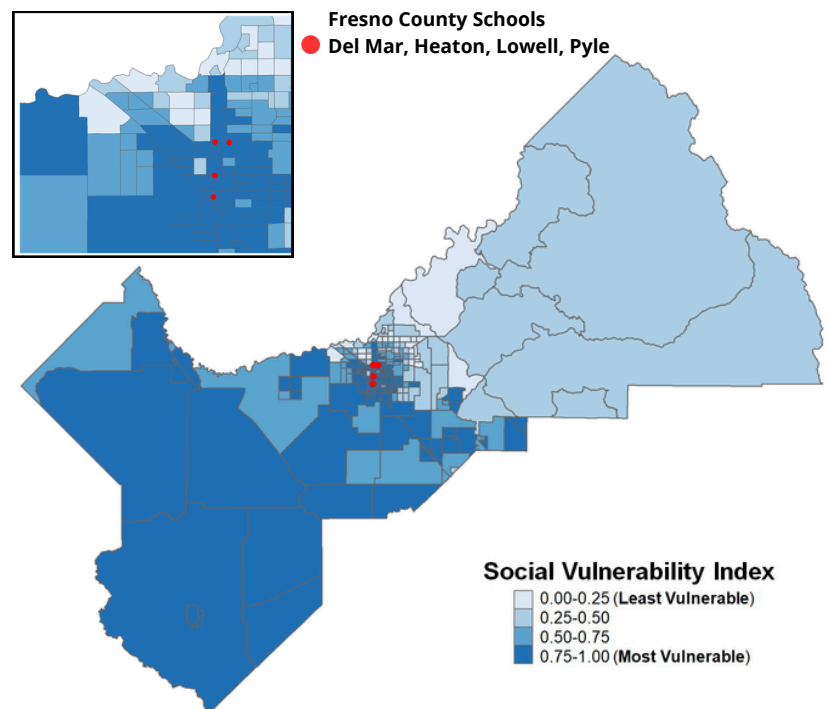 Fresno County Schools
Del Mar, Heaton, Lowell, Pyle
Social Vulnerability Index
0.00-0.25 (Least Vulnerable)
0.25-0.50
0.50-0.75
0.75-1.00 (Most Vulnerable)